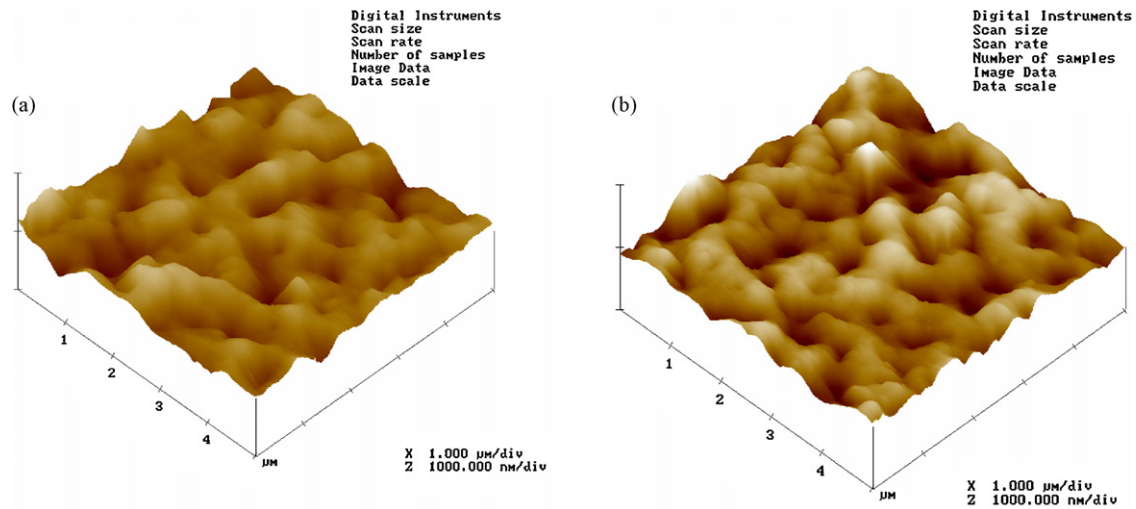 Digital Instruments
Scan size
Scan rate
Number of samples
Image Data
Data scale
(a)
1
2
3
4
µM
X 1.000 µm/div
Z 1000.000 nm/div
Digital Instruments
Scan size
Scan rate
Number of samples
Image Data
Data scale
(b)
1
2
3
4
µM
X 1.000 µm/div
Z 1000.000 nm/div